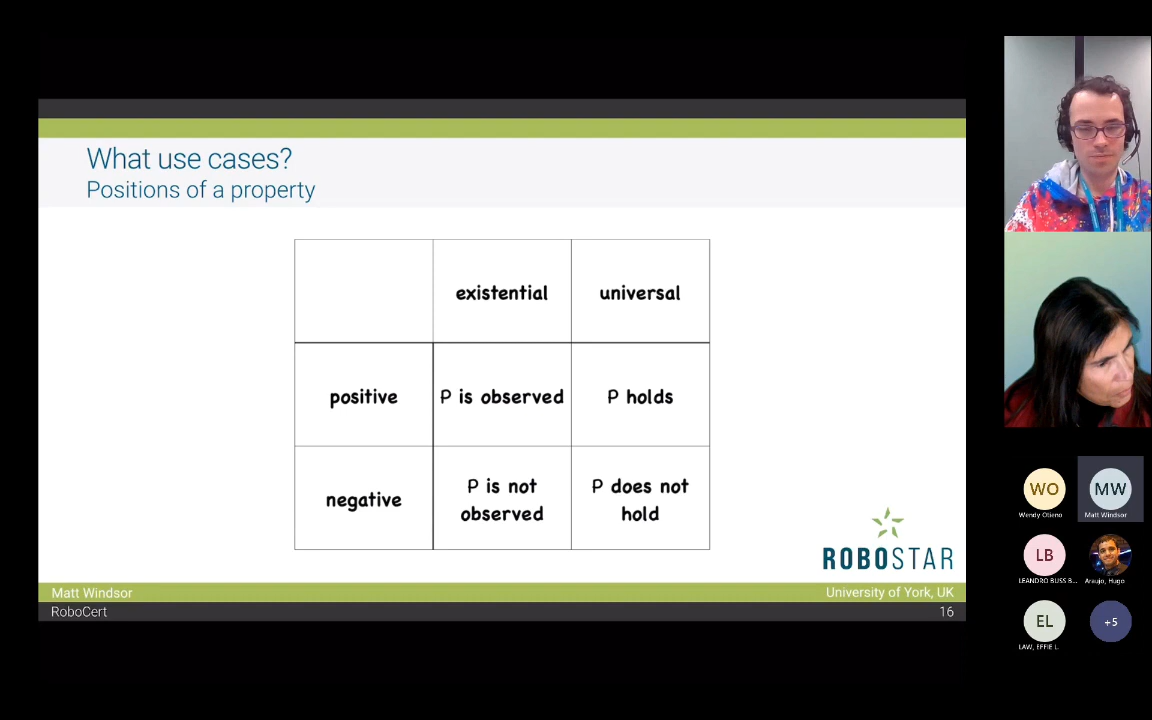 What use cases?
Positions of a property
existential
universal
positive
P is observed
P holds
negative
P is not
observed
P does not
hold
ROBOSTAR
Matt Windsor
University of York, UK
RoboCert
16
WO
Wendy Otieno
MW
Matt Windsor
LB
LEANDRO BUSS B...
Araujo, Hugo
EL
LAW, EFFIE L.
+5